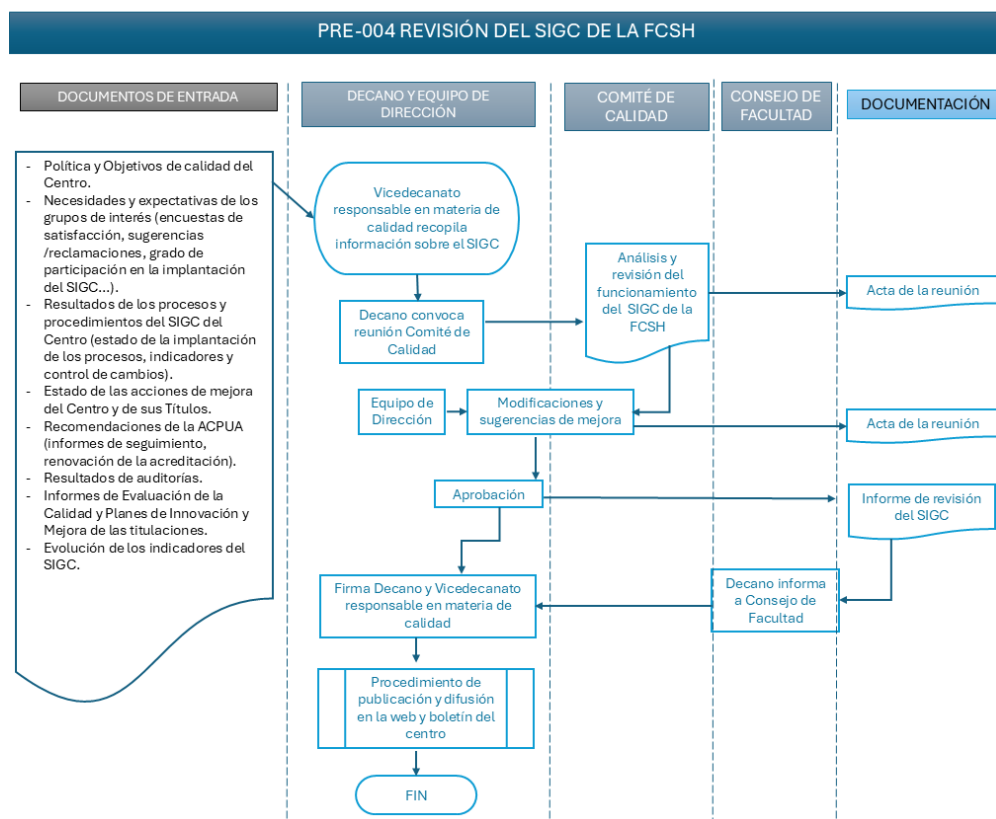 PRE-004 REVISIÓN DEL SIGC DE LA FCSH
DOCUMENTOS DE ENTRADA
DECANO Y EQUIPO DE
DIRECCIÓN
COMITÉ DE
CALIDAD
CONSEJO DE
FACULTAD
DOCUMENTACIÓN
- Política y Objetivos de calidad del
Centro.
- Necesidades y expectativas de los
grupos de interés (encuestas de
satisfacción, sugerencias
/reclamaciones, grado de
participación en la implantación
del SIGC...).
- Resultados de los procesos y
procedimientos del SIGC del
Centro (estado de la implantación
de los procesos, indicadores y
control de cambios).
- Estado de las acciones de mejora
del Centro y de sus Títulos.
- Recomendaciones de la ACPUA
(informes de seguimiento,
renovación de la acreditación).
- Resultados de auditorías.
- Informes de Evaluación de la
Calidad y Planes de Innovación y
Mejora de las titulaciones.
- Evolución de los indicadores del
SIGC.
Vicedecanato
responsable en materia de
calidad recopila
información sobre el SIGC
Decano convoca
reunión Comité de
Calidad
Análisis y
revisión del
funcionamiento
del SIGC de la
FCSH
Acta de la reunión
Equipo de
Dirección
Modificaciones y
sugerencias de mejora
Acta de la reunión
Aprobación
Informe de revisión
del SIGC
Decano informa
a Consejo de
Facultad
Firma Decano y Vicedecanato
responsable en materia de
calidad
Procedimiento de
publicación y difusión
en la web y boletín del
centro
FIN